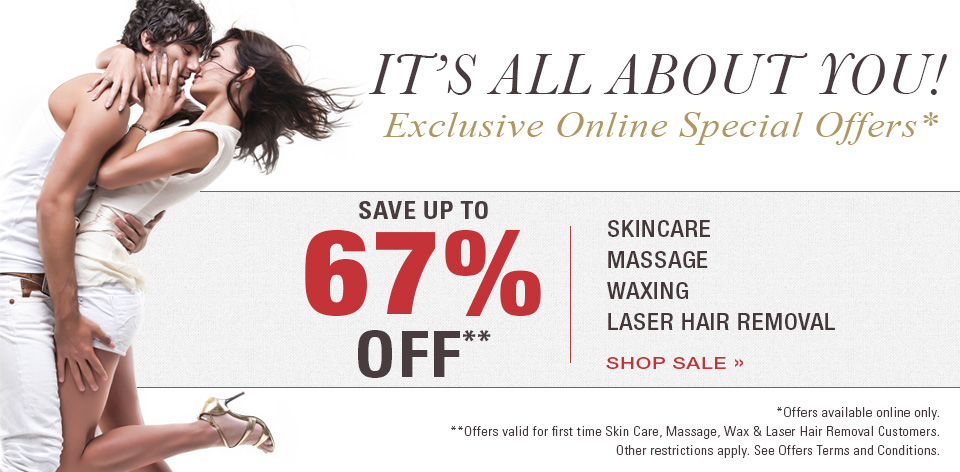 IT'S ALL ABOUT YOU!
Exclusive Online Special Offers*
SAVE UP TO
67%
OFF**
SKINCARE
MASSAGE
WAXING
LASER HAIR REMOVAL
SHOP SALE »
*Offers available online only.
**Offers valid for first time Skin Care, Massage, Wax & Laser Hair Removal Customers.
Other restrictions apply. See Offers Terms and Conditions.